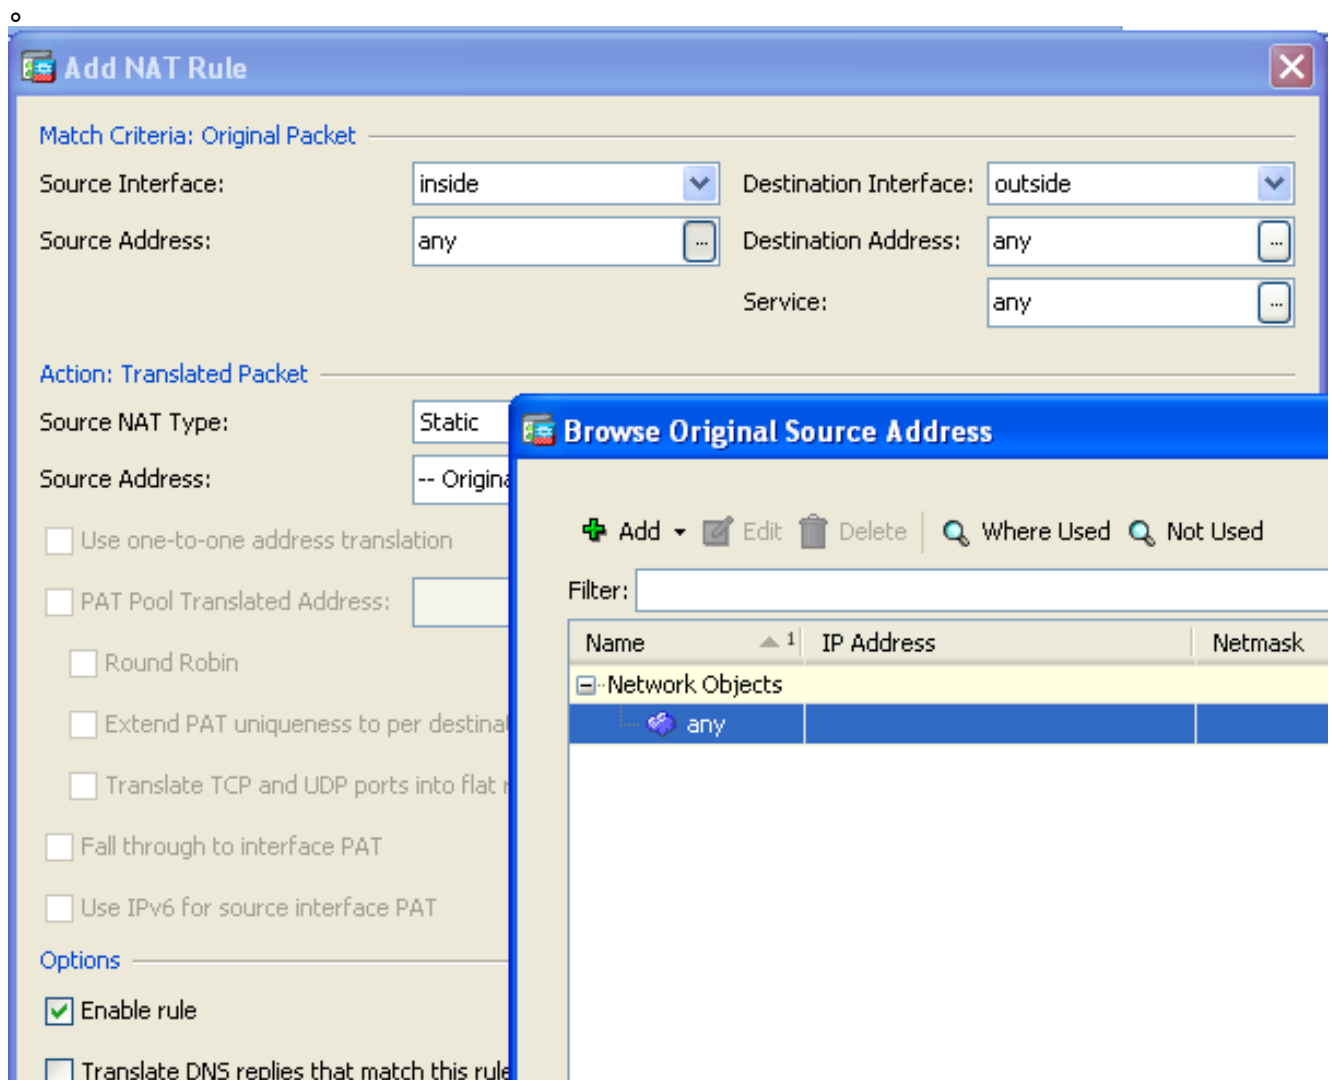 。
Add NAT Rule
Match Criteria: Original Packet
Source Interface: inside Destination Interface: outside
Source Address: any ... Destination Address: any ...
Service: any ...
Action: Translated Packet
Source NAT Type: Static
Source Address: -- Origina
Use one-to-one address translation
PAT Pool Translated Address:
Round Robin
Extend PAT uniqueness to per destinat
Translate TCP and UDP ports into flat r
Fall through to interface PAT
Use IPv6 for source interface PAT
Options
Enable rule
Translate DNS replies that match this rule
Browse Original Source Address
Add Edit Delete Where Used Not Used
Filter:
Name 1 IP Address Netmask
Network Objects
any